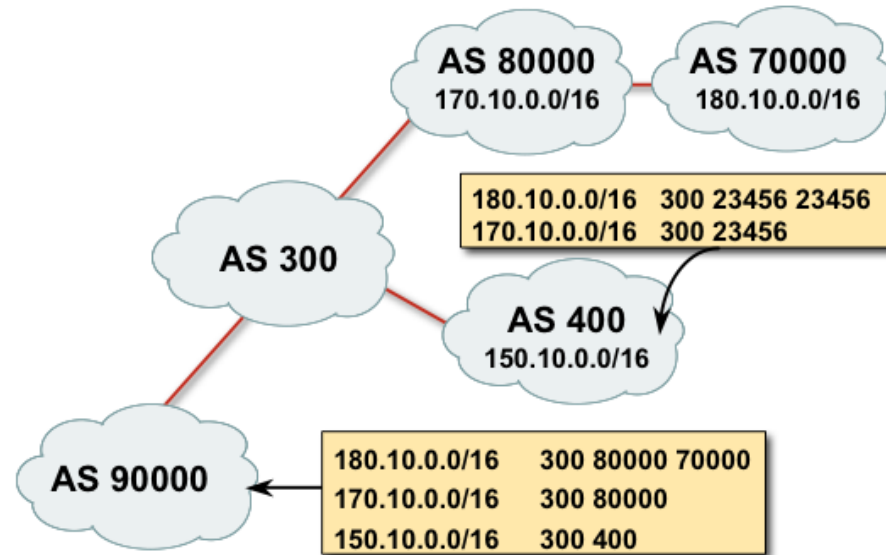 AS 80000
170.10.0.0/16
AS 70000
180.10.0.0/16
180.10.0.0/16 300 23456 23456
170.10.0.0/16 300 23456
AS 300
AS 400
150.10.0.0/16
AS 90000
180.10.0.0/16 300 80000 70000
170.10.0.0/16 300 80000
150.10.0.0/16 300 400